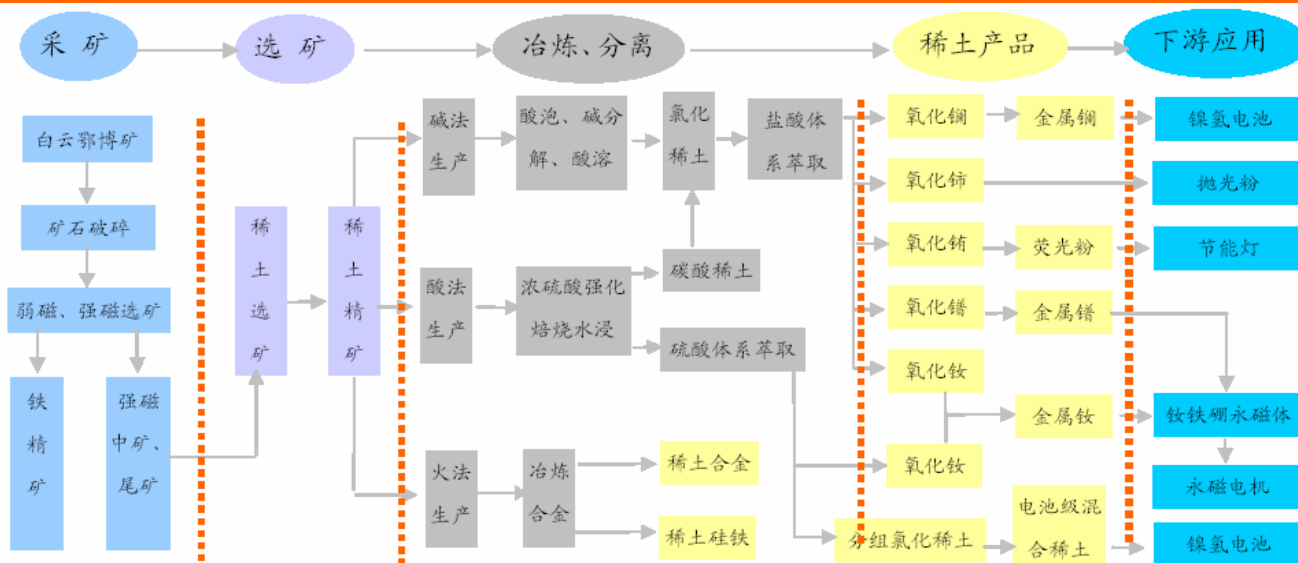 采矿
选矿
冶炼、分离
稀土产品
下游应用
白云鄂博矿
矿石破碎
弱磁、强磁选矿
铁
精
矿
强磁
中矿、
尾矿
稀
土
选
矿
稀
土
精
矿
碱法
生产
酸泡、碱分
解、酸溶
氯化
稀土
盐酸体
系萃取
酸法
生产
浓硫酸强化
焙烧水浸
碳酸稀土
硫酸体系萃取
火法
生产
冶炼
合金
稀土合金
稀土硅铁
氧化镧
金属镧
镍氢电池
氧化铈
抛光粉
氧化铕
荧光粉
节能灯
氧化镨
金属镨
氧化钕
金属钕
钕铁硼永磁体
氧化钕
永磁电机
分组氯化稀土
电池级混
合稀土
镍氢电池